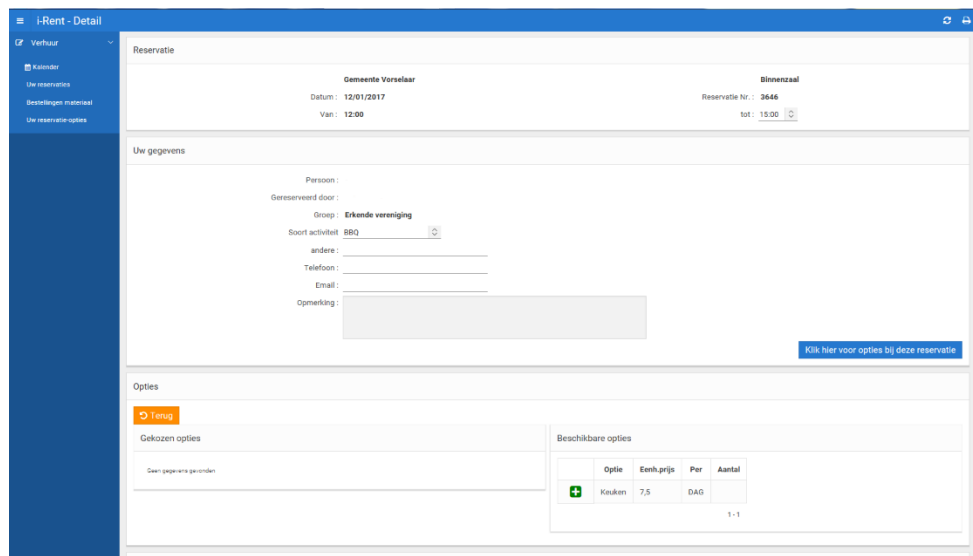 i-Rent - Detail
Verhuur
Kalender
Uw reservaties
Bestellingen materiaal
Uw reservatie-opties
Reservatie
Gemeente Vorselaar
Binnenzaal
Datum : 12/01/2017
Reservatie Nr. : 3646
Van : 12:00
tot : 15:00
Uw gegevens
Persoon :
Gereserveerd door :
Groep : Erkende vereniging
Soort activiteit BBQ
andere :
Telefoon :
Email :
Opmerking :
Klik hier voor opties bij deze reservatie
Opties
Terug
Gekozen opties
Geen gegevens gevonden
Beschikbare opties
Optie Eenh.prijs Per Aantal
Keuken 7,5 DAG
1 - 1